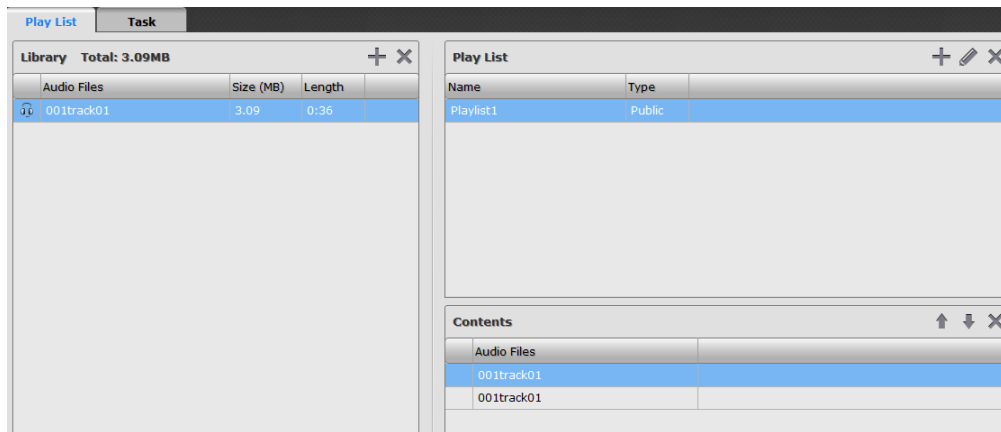 Play List Task
Library Total: 3.09MB
Audio Files Size (MB) Length
001track01 3.09 0:36
Play List
Name Type
Playlist1 Public
Contents
Audio Files
001track01
001track01